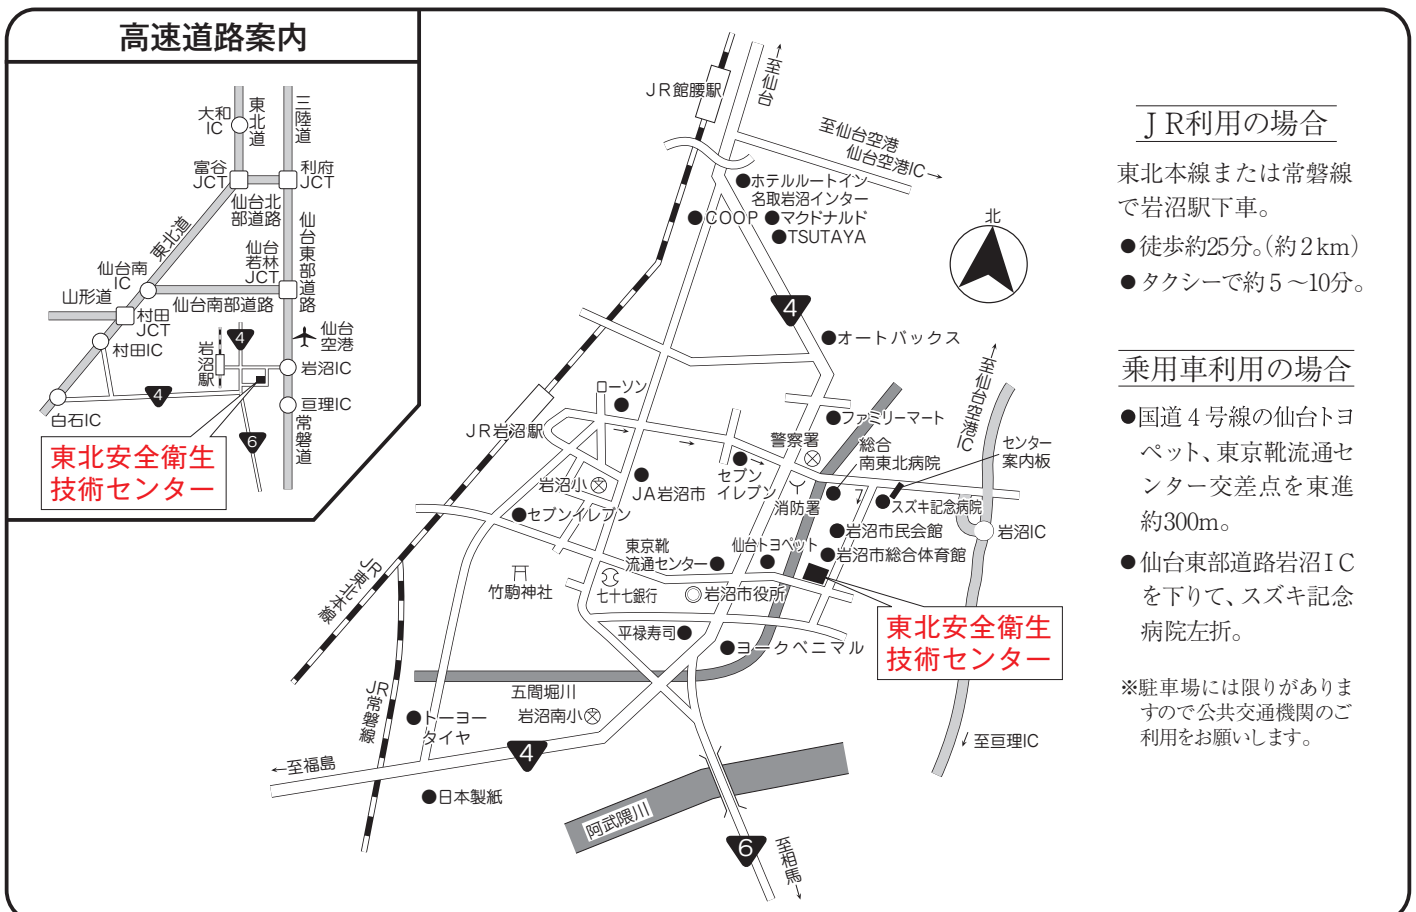 高速道路案内
大和
IC
東北道
三陸道
富谷
JCT
利府
JCT
仙台北
部道路
東北道
仙台
若林
JCT
仙台東部道路
仙台南
IC
山形道
仙台南部道路
村田
JCT
村田IC
4
岩沼駅
仙台
空港
岩沼IC
4
白石IC
亘理IC
6
常磐道
東北安全衛生
技術センター
JR館腰駅
→至仙台
至仙台空港
仙台空港IC→
ホテルルートイン
名取岩沼インター
COOP
マクドナルド
TSUTAYA
北
4
オートバックス
ローソン
JR岩沼駅
ファミリーマート
→至仙台空港IC
警察署
総合
南東北病院
センター
案内板
岩沼小
JA岩沼市
セブン
イレブン
消防署
スズキ記念病院
セブンイレブン
岩沼市民会館
岩沼IC
東京靴
流通センター
仙台トヨペット
岩沼市総合体育館
JR東北本線
竹駒神社
七十七銀行
岩沼市役所
平禄寿司
ヨークベニマル
東北安全衛生
技術センター
五間堀川
岩沼南小
JR常磐線
トーヨー
タイヤ
4
←至福島
日本製紙
阿武隈川
6
至相馬→
↓至亘理IC
JR利用の場合
東北本線または常磐線
で岩沼駅下車。
●徒歩約25分。(約2km)
●タクシーで約5～10分。
乗用車利用の場合
●国道4号線の仙台トヨ
ペット、東京靴流通セ
ンター交差点を東進
約300m。
●仙台東部道路岩沼IC
を下りて、スズキ記念
病院左折。
※駐車場には限りがありま
すので公共交通機関のご
利用をお願いします。